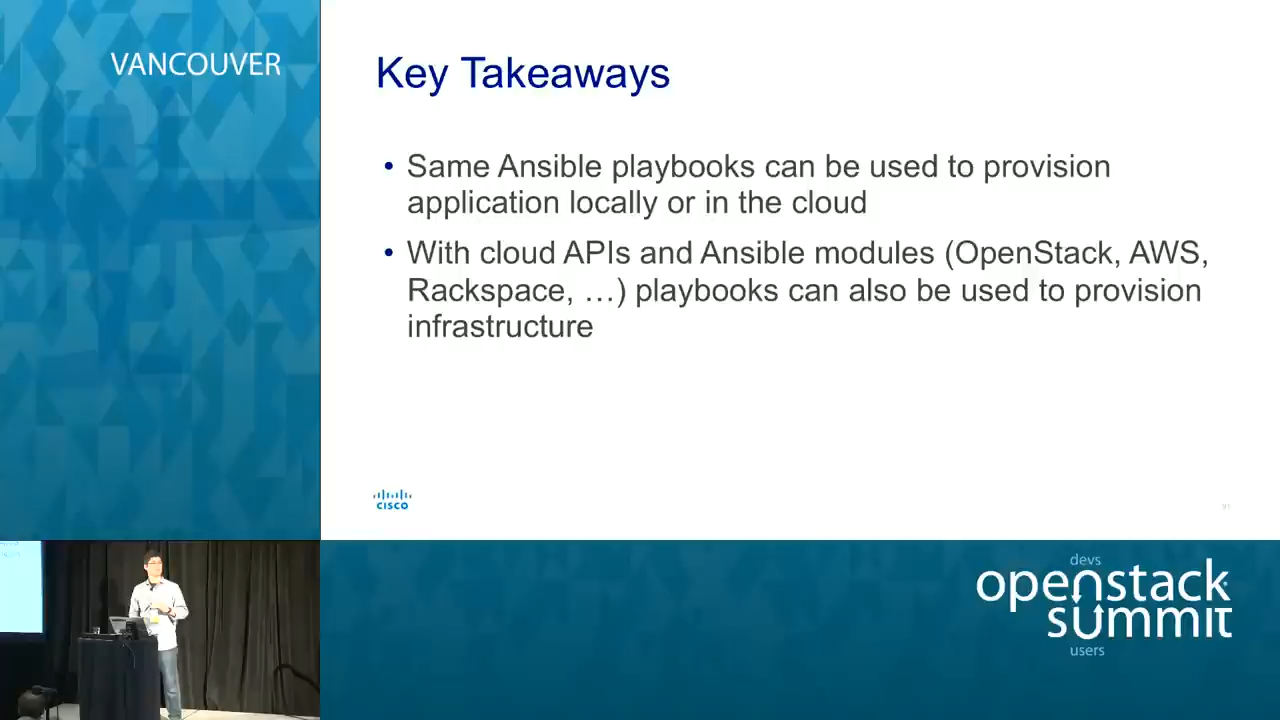 VANCOUVER
Key Takeaways
• Same Ansible playbooks can be used to provision
application locally or in the cloud
• With cloud APIs and Ansible modules (OpenStack, AWS,
Rackspace, …) playbooks can also be used to provision
infrastructure
CISCO
91
devs
openstack
summit
users